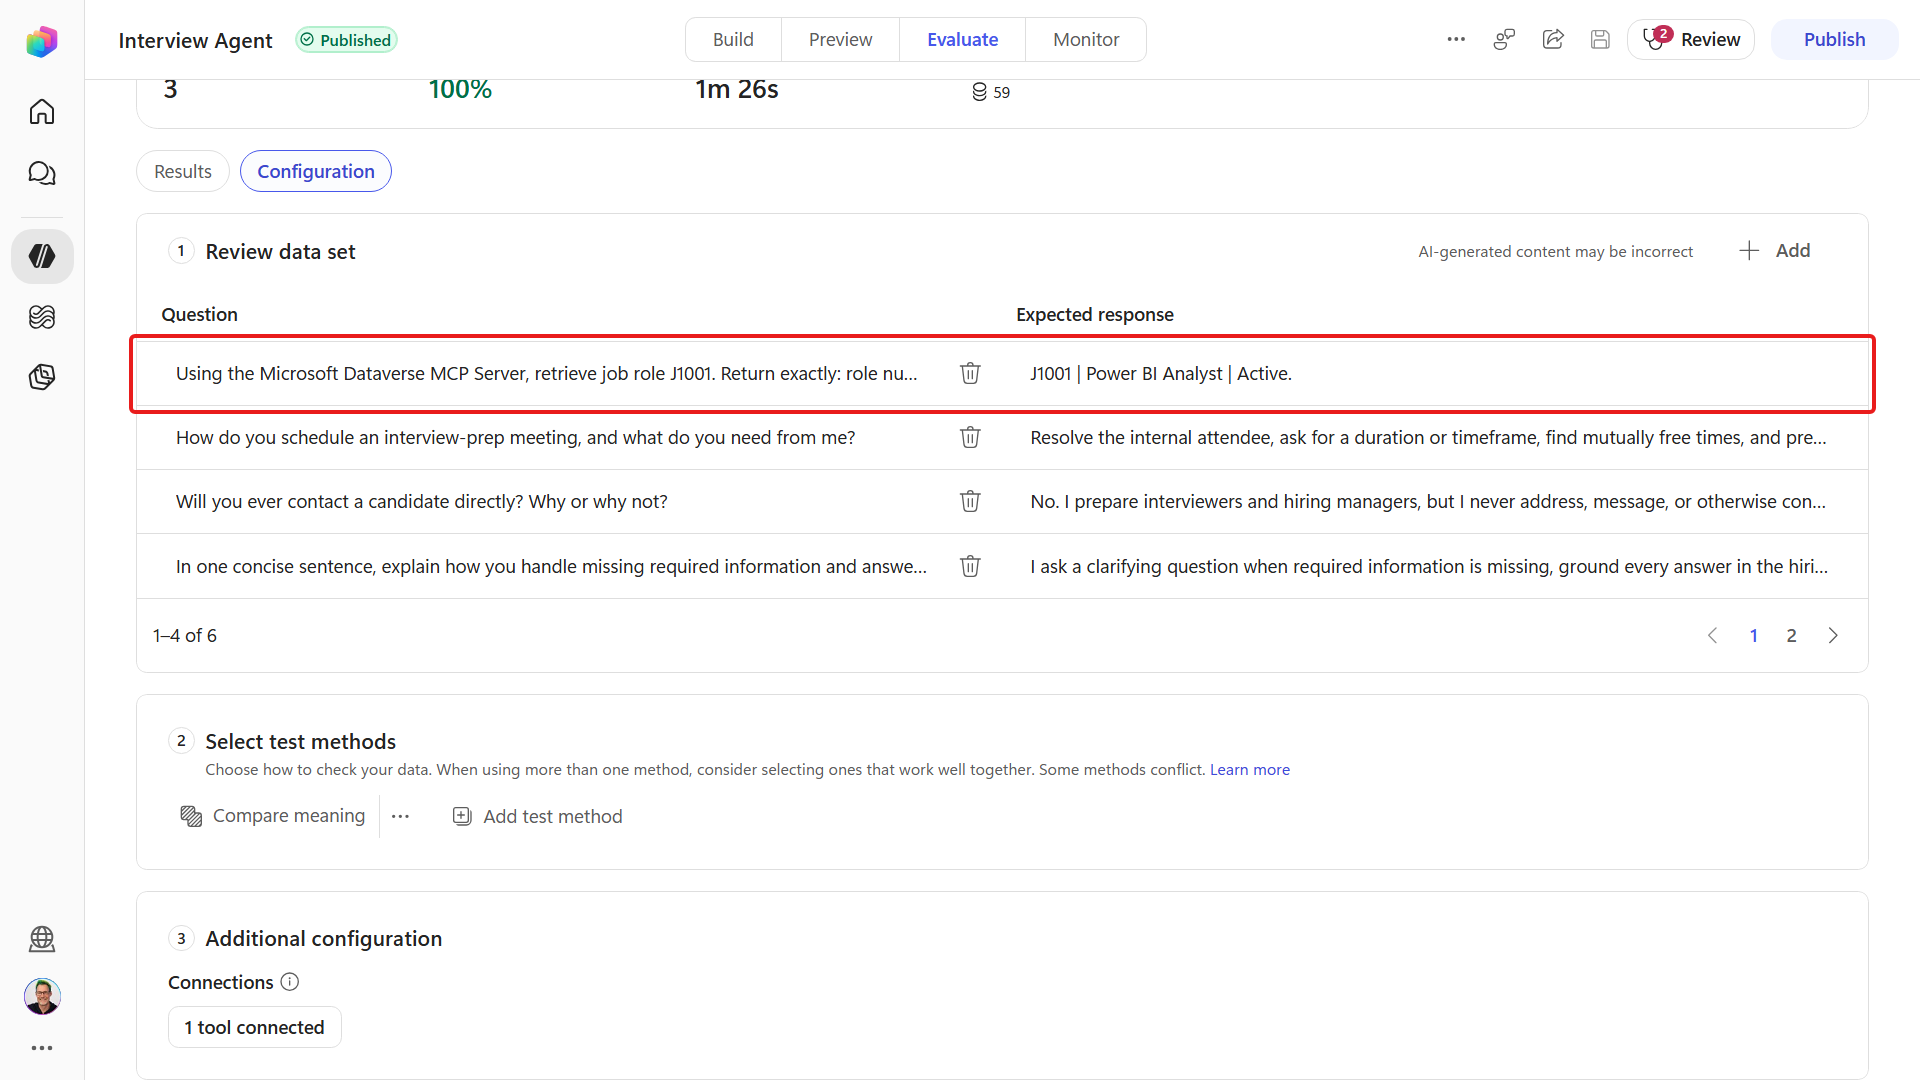 Interview Agent
Published
Build
Preview
Evaluate
Monitor
2
Review
Publish
3
100%
1m 26s
59
Results
Configuration
1
Review data set
AI-generated content may be incorrect
Add
Question
Expected response
Using the Microsoft Dataverse MCP Server, retrieve job role J1001. Return exactly: role nu...
J1001 | Power BI Analyst | Active.
How do you schedule an interview-prep meeting, and what do you need from me?
Resolve the internal attendee, ask for a duration or timeframe, find mutually free times, and pre...
Will you ever contact a candidate directly? Why or why not?
No. I prepare interviewers and hiring managers, but I never address, message, or otherwise con...
In one concise sentence, explain how you handle missing required information and answe...
I ask a clarifying question when required information is missing, ground every answer in the hiri...
1–4 of 6
1
2
2
Select test methods
Choose how to check your data. When using more than one method, consider selecting ones that work well together. Some methods conflict. Learn more
Compare meaning
Add test method
3
Additional configuration
Connections
1 tool connected